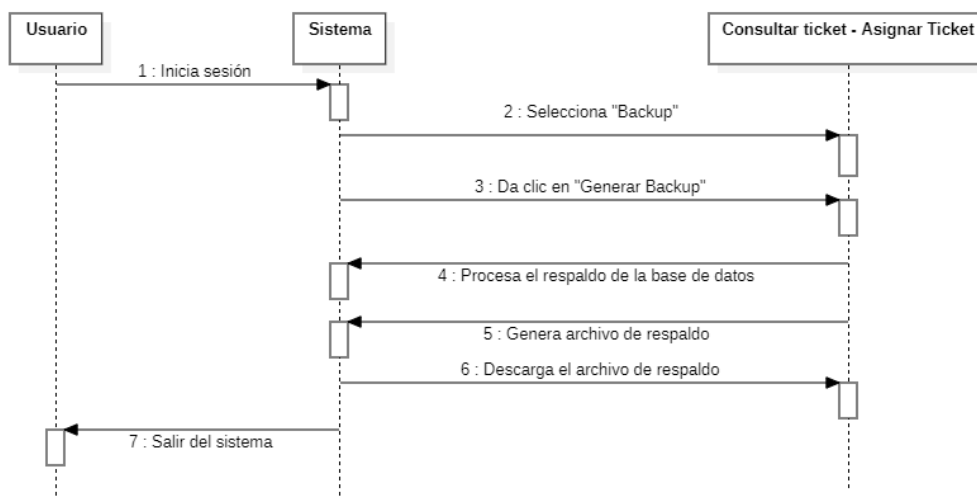 Usuario
Sistema
Consultar ticket - Asignar Ticket
1 : Inicia sesión
2 : Selecciona "Backup"
3 : Da clic en "Generar Backup"
4 : Procesa el respaldo de la base de datos
5 : Genera archivo de respaldo
6 : Descarga el archivo de respaldo
7 : Salir del sistema